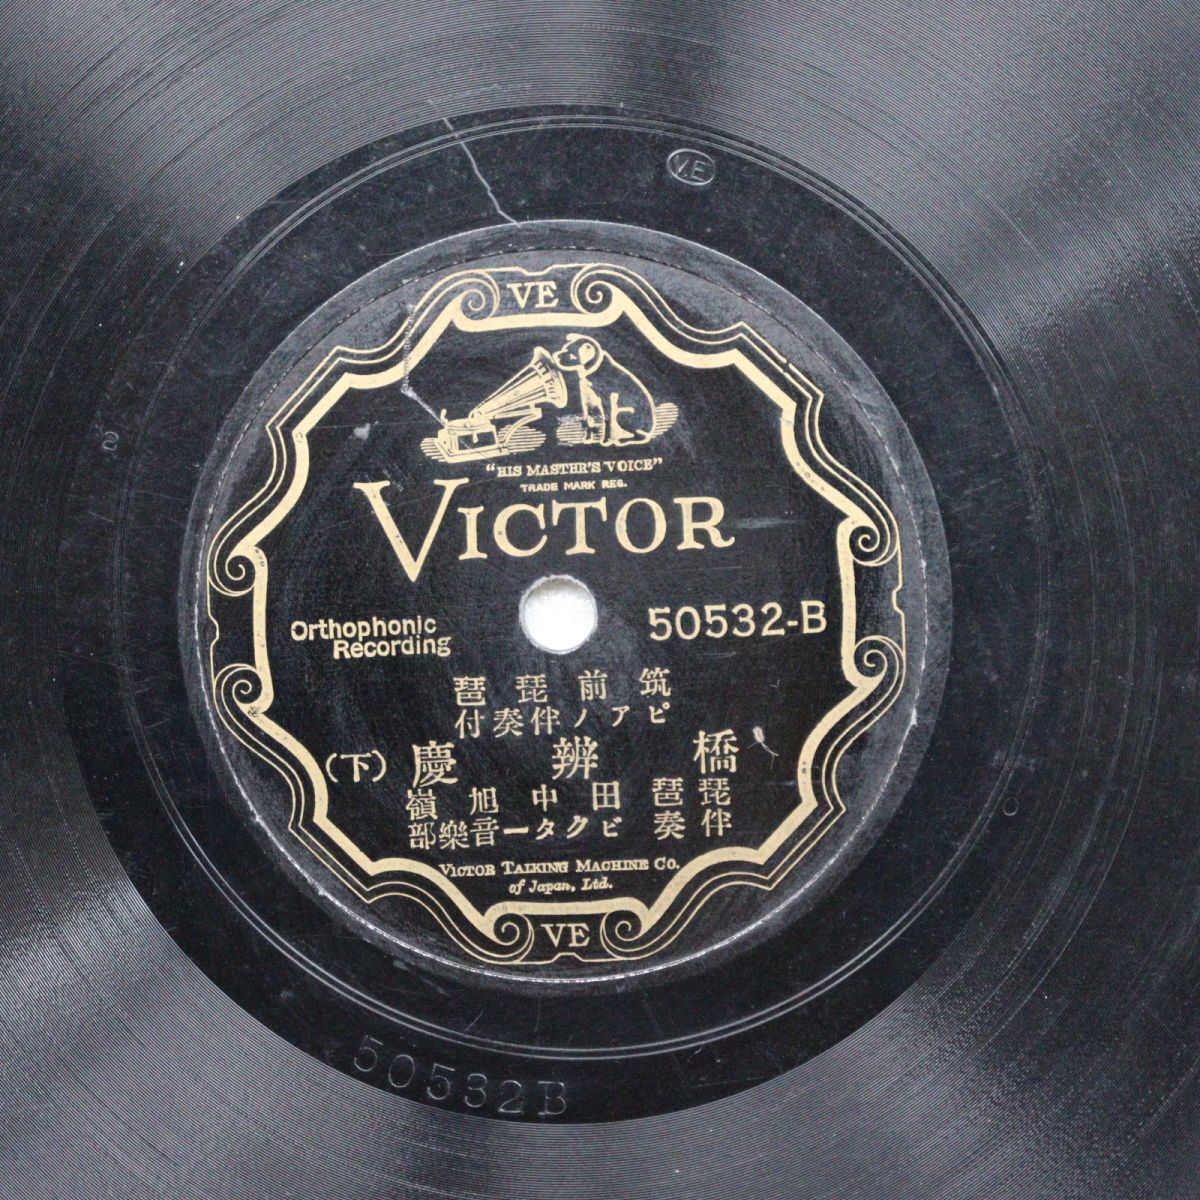 V.E
VE
"HIS MASTER'S VOICE"
TRADE MARK REG.
VICTOR
Orthophonic
Recording
50532-B
筑前琵琶
ピアノ伴奏付
橋辨慶(下)
琵琶 田中旭嶺
伴奏 ビクター音樂部
VICTOR TALKING MACHINE CO.
of Japan, Ltd.
VE
50532B